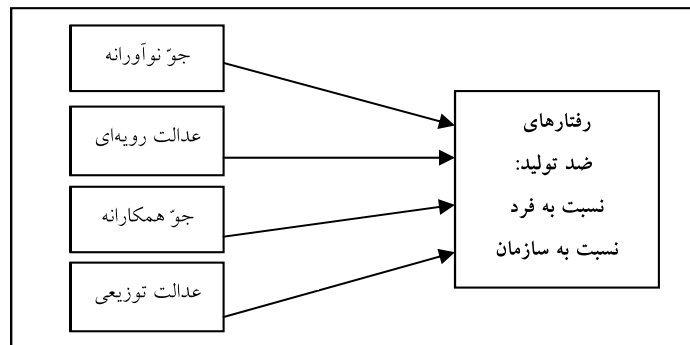 جوّ نوآورانه
عدالت رویه‌ای
جوّ همکارانه
عدالت توزیعی
رفتارهای
ضد تولید:
نسبت به فرد
نسبت به سازمان